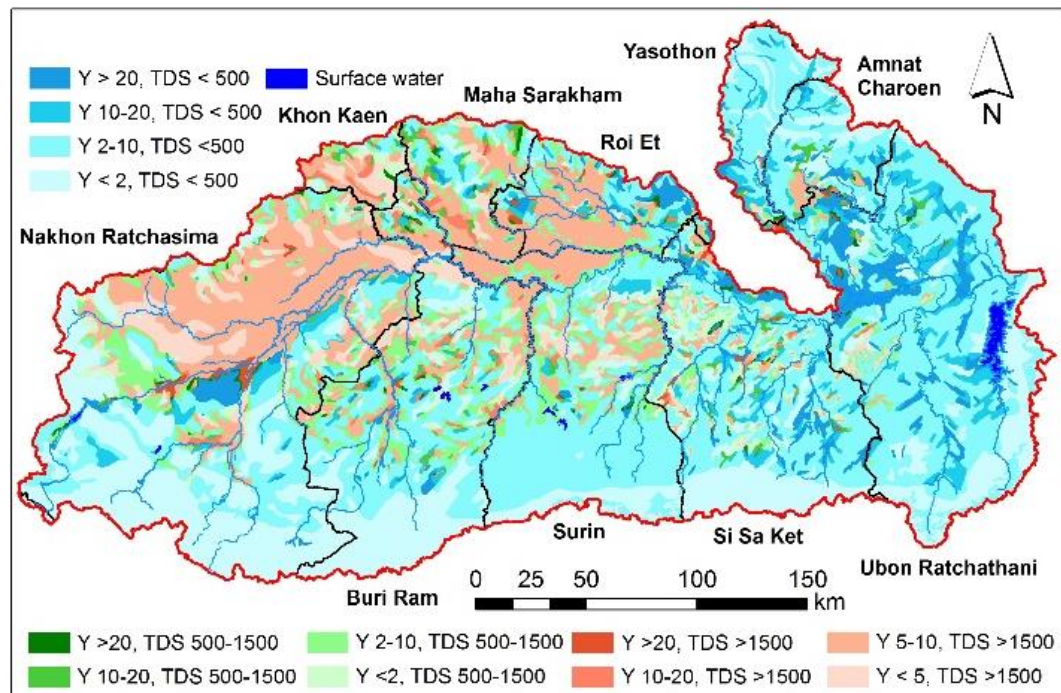 Yasothon
Amnat
Charoen
N
Y > 20, TDS < 500
Surface water
Y 10-20, TDS < 500
Y 2-10, TDS <500
Y < 2, TDS < 500
Khon Kaen
Maha Sarakham
Roi Et
Nakhon Ratchasima
Surin
Si Sa Ket
Ubon Ratchathani
Buri Ram
0 25 50 100 150
km
Y >20, TDS 500-1500
Y 2-10, TDS 500-1500
Y >20, TDS >1500
Y 5-10, TDS >1500
Y 10-20, TDS 500-1500
Y <2, TDS 500-1500
Y 10-20, TDS >1500
Y < 5, TDS >1500